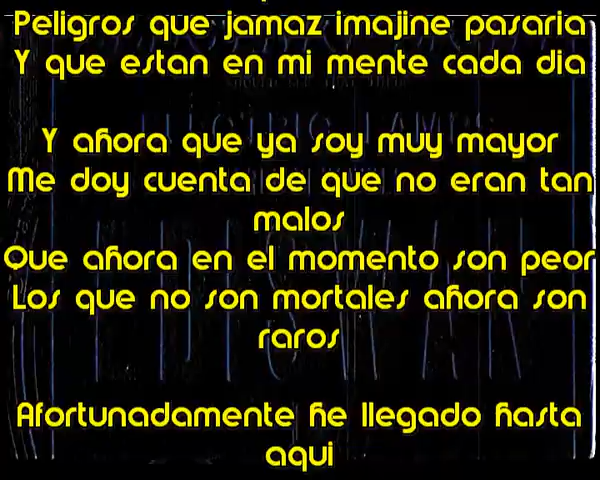 Peligros que jamaz imajine pasaria
Y que estan en mi mente cada dia
Y ahora que ya soy muy mayor
Me doy cuenta de que no eran tan
malos
Que ahora en el momento son peor
Los que no son mortales ahora son
raros
Afortunadamente he llegado hasta
aqui